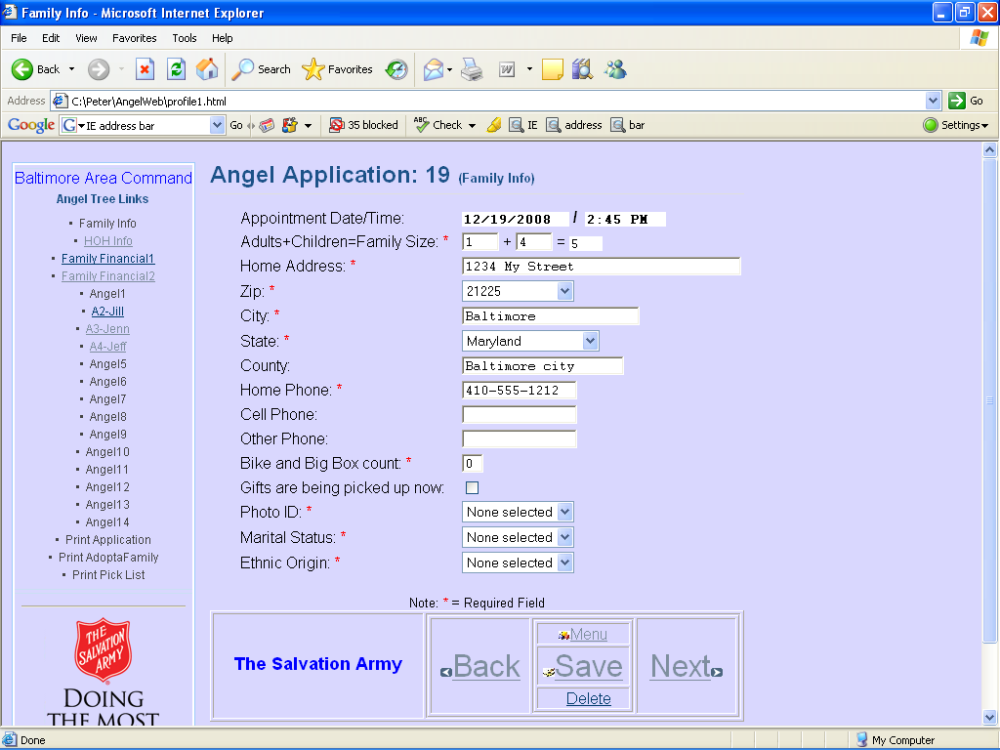 Family Info - Microsoft Internet Explorer
File Edit View Favorites Tools Help
Back Search Favorites W
Address C:\Peter\AngelWeb\profile1.html Go
Google G IE address bar Go 35 blocked ABC Check IE address bar Settings
Baltimore Area Command
Angel Tree Links
Family Info
HOH Info
Family Financial1
Family Financial2
Angel1
A2-Jill
A3-Jenn
A4-Jeff
Angel5
Angel6
Angel7
Angel8
Angel9
Angel10
Angel11
Angel12
Angel13
Angel14
Print Application
Print AdoptaFamily
Print Pick List
THE
SALVATION
ARMY
DOING
THE MOST
Angel Application: 19 (Family Info)
Appointment Date/Time: 12/19/2008 / 2:45 PM
Adults+Children=Family Size: * 1 + 4 = 5
Home Address: * 1234 My Street
Zip: * 21225
City: * Baltimore
State: * Maryland
County: Baltimore city
Home Phone: * 410-555-1212
Cell Phone:
Other Phone:
Bike and Big Box count: * 0
Gifts are being picked up now:
Photo ID: * None selected
Marital Status: * None selected
Ethnic Origin: * None selected
Note: * = Required Field
The Salvation Army
Back
Menu
Save
Delete
Next
Done My Computer